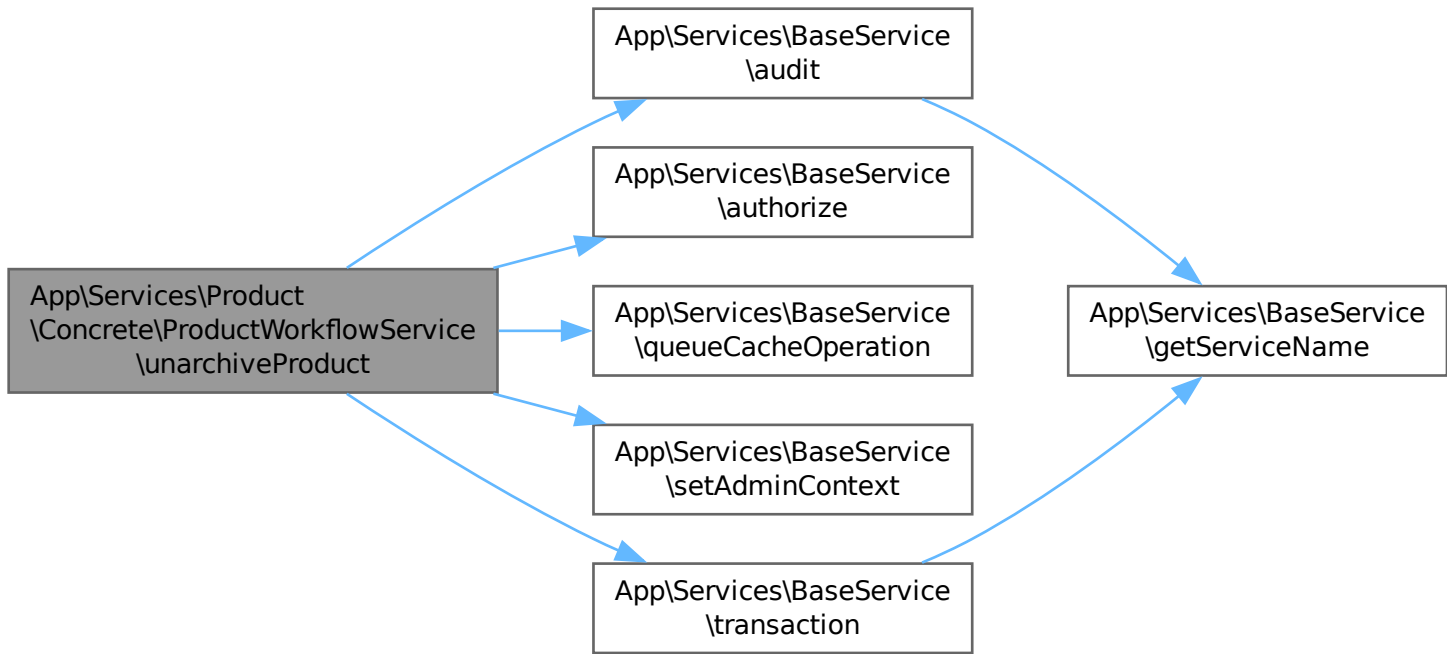 App\Services\Product
\Concrete\ProductWorkflowService
\unarchiveProduct
App\Services\BaseService
\audit
App\Services\BaseService
\authorize
App\Services\BaseService
\queueCacheOperation
App\Services\BaseService
\setAdminContext
App\Services\BaseService
\transaction
App\Services\BaseService
\getServiceName